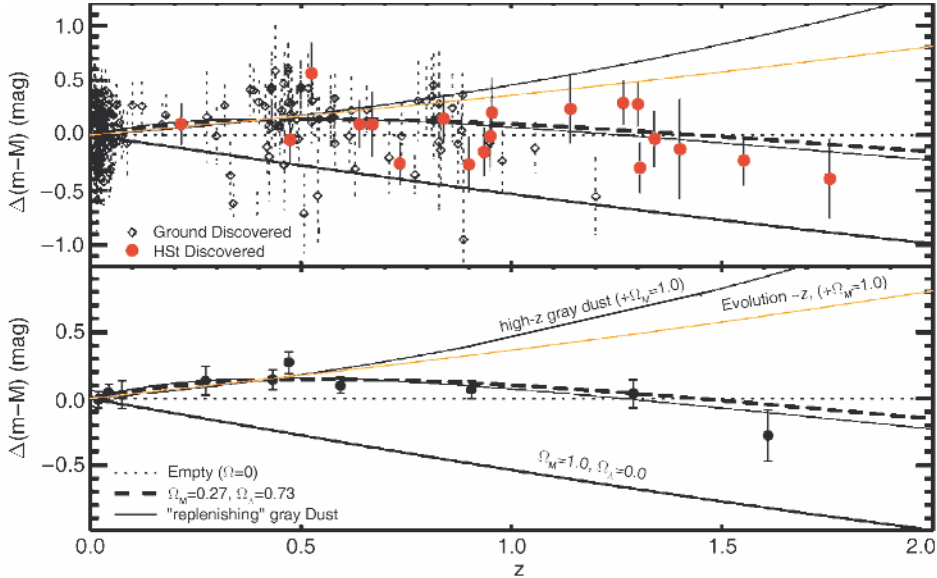 1.0
0.5
0.0
-0.5
-1.0
Δ(m-M) (mag)
Ground Discovered
HSt Discovered
high-z gray dust (+Ω_M=1.0)
Evolution ~z, (+Ω_M=1.0)
0.5
0.0
-0.5
Δ(m-M) (mag)
Ω_M=1.0, Ω_Λ=0.0
Empty (Ω=0)
Ω_M=0.27, Ω_Λ=0.73
"replenishing" gray Dust
0.0 0.5 1.0 1.5 2.0
z